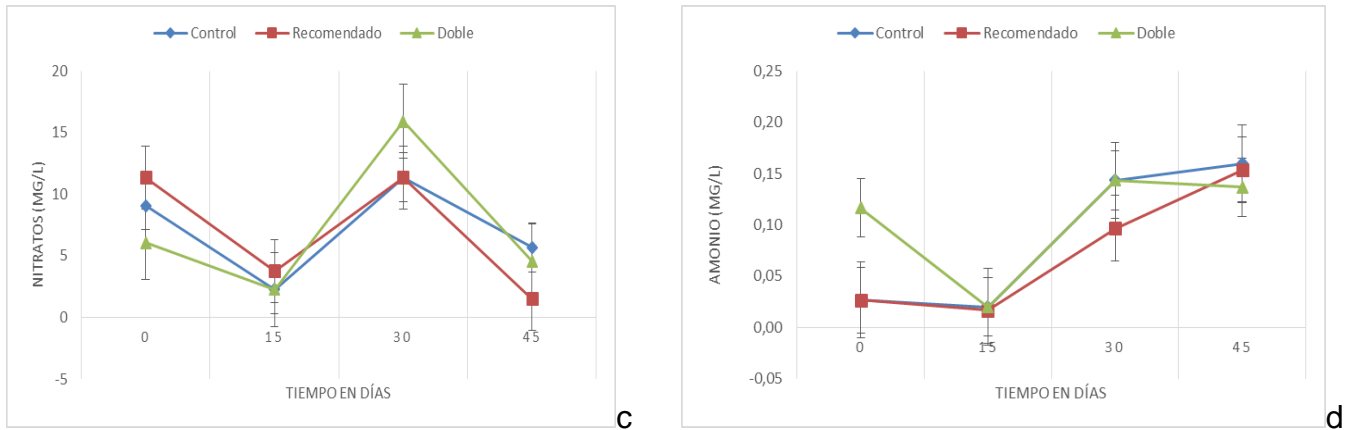 Control Recomendado Doble
20
15
10
5
0
-5
NITRATOS (MG/L)
0 15 30 45
TIEMPO EN DÍAS
c
Control Recomendado Doble
0,25
0,20
0,15
0,10
0,05
0,00
-0,05
AMONIO (MG/L)
0 15 30 45
TIEMPO EN DÍAS
d